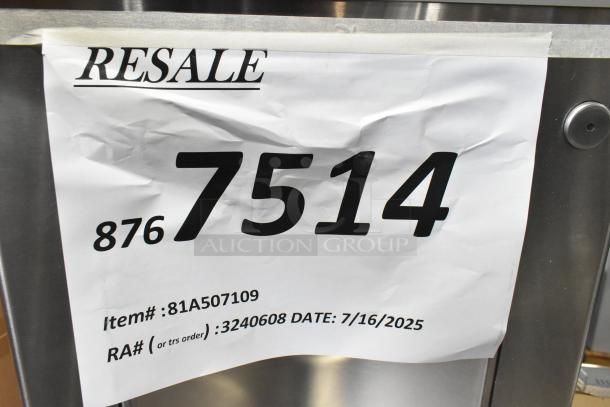 RESALE
876 7514
AUCTION GROUP
Item# :81A507109
RA# ( or trs order) :3240608 DATE: 7/16/2025